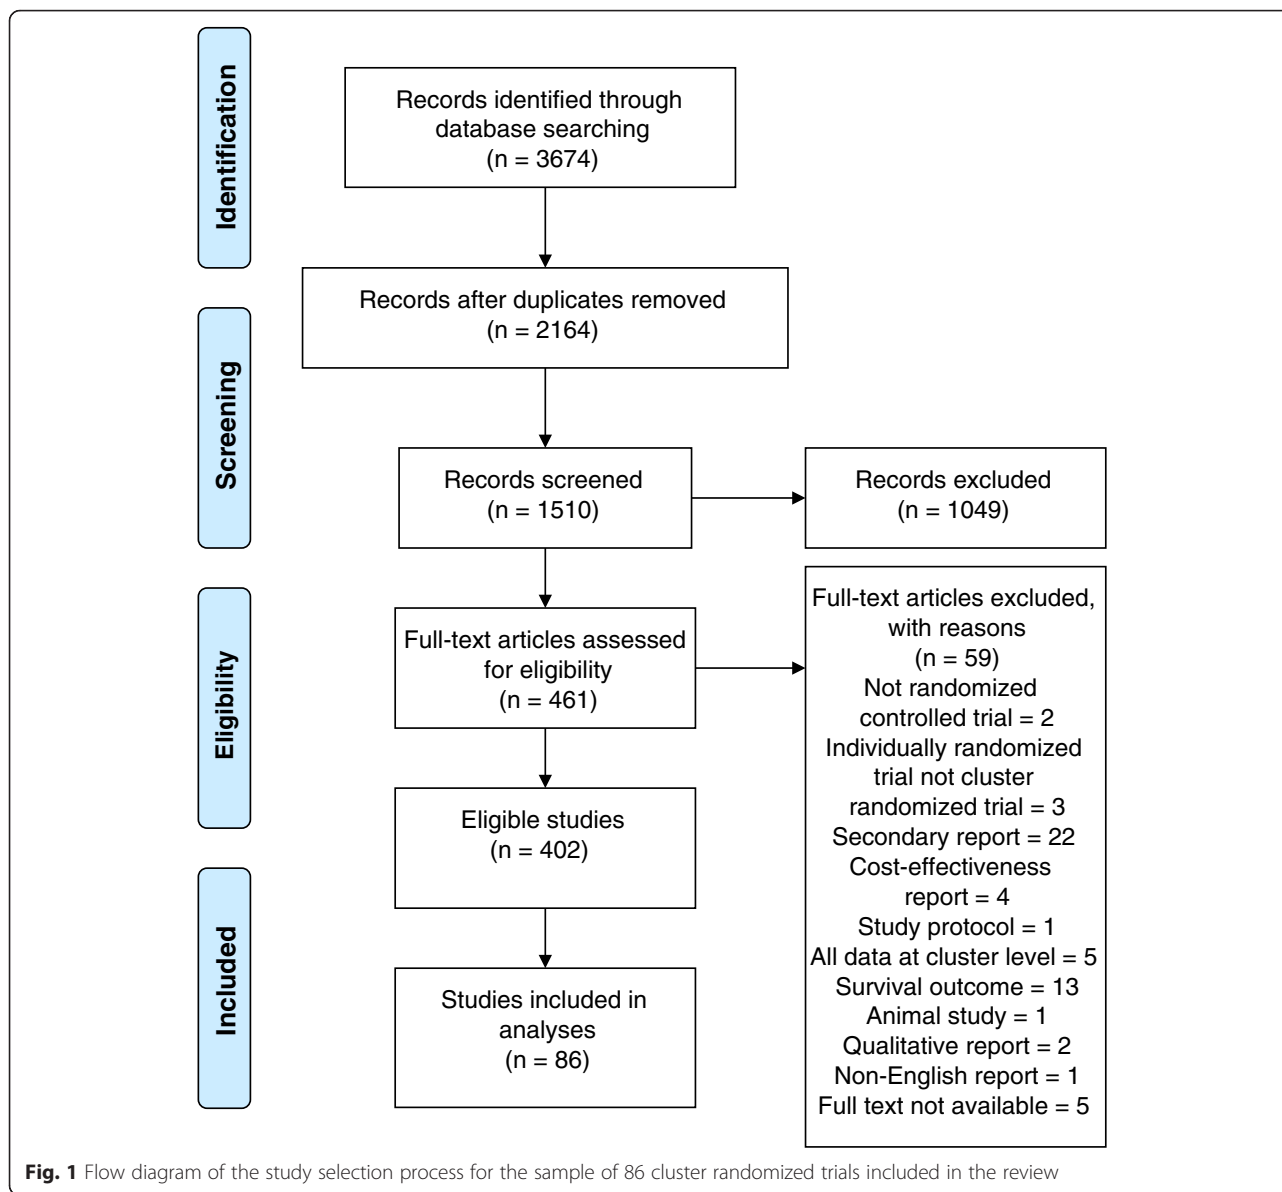 Identification
Records identified through
database searching
(n = 3674)
Records after duplicates removed
(n = 2164)
Screening
Records screened
(n = 1510)
Records excluded
(n = 1049)
Eligibility
Full-text articles assessed
for eligibility
(n = 461)
Full-text articles excluded,
with reasons
(n = 59)
Not randomized
controlled trial = 2
Individually randomized
trial not cluster
randomized trial = 3
Secondary report = 22
Cost-effectiveness
report = 4
Study protocol = 1
All data at cluster level = 5
Survival outcome = 13
Animal study = 1
Qualitative report = 2
Non-English report = 1
Full text not available = 5
Eligible studies
(n = 402)
Included
Studies included in
analyses
(n = 86)
Fig. 1 Flow diagram of the study selection process for the sample of 86 cluster randomized trials included in the review